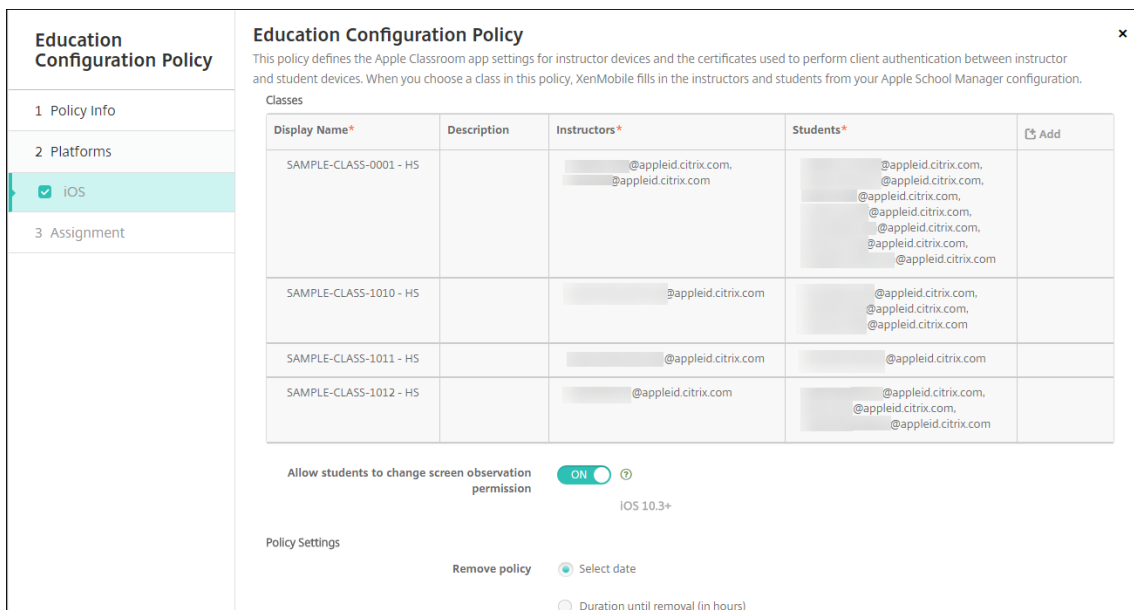 Education
Configuration Policy
1 Policy Info
2 Platforms
iOS
3 Assignment
Education Configuration Policy
×
This policy defines the Apple Classroom app settings for instructor devices and the certificates used to perform client authentication between instructor
and student devices. When you choose a class in this policy, XenMobile fills in the instructors and students from your Apple School Manager configuration.
Classes
Display Name* Description Instructors* Students* Add
SAMPLE-CLASS-0001 - HS
@appleid.citrix.com,
@appleid.citrix.com
@appleid.citrix.com,
@appleid.citrix.com,
@appleid.citrix.com,
@appleid.citrix.com,
@appleid.citrix.com,
@appleid.citrix.com,
@appleid.citrix.com
SAMPLE-CLASS-1010 - HS
@appleid.citrix.com
@appleid.citrix.com,
@appleid.citrix.com,
@appleid.citrix.com
SAMPLE-CLASS-1011 - HS
@appleid.citrix.com
@appleid.citrix.com
SAMPLE-CLASS-1012 - HS
@appleid.citrix.com
@appleid.citrix.com,
@appleid.citrix.com,
@appleid.citrix.com
Allow students to change screen observation
permission
ON
?
iOS 10.3+
Policy Settings
Remove policy
Select date
Duration until removal (in hours)